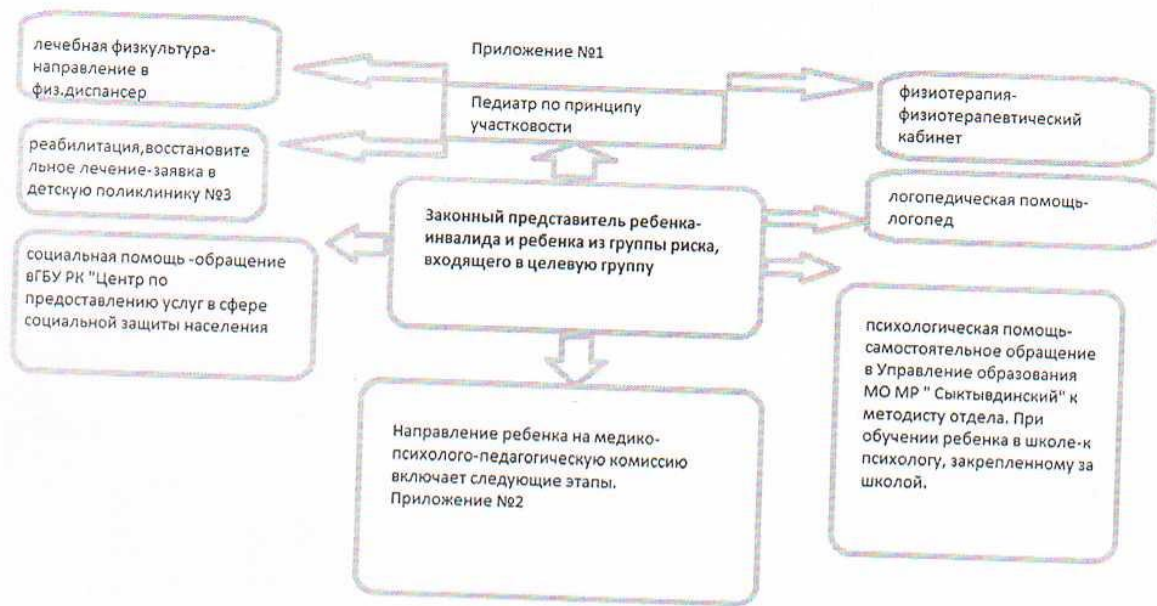 Приложение №1
лечебная физкультура-
направление в
физ.диспансер
Педиатр по принципу
участковости
физиотерапия-
физиотерапевтический
кабинет
реабилитация,восстановите
льное лечение-заявка в
детскую поликлинику №3
Законный представитель ребенка-
инвалида и ребенка из группы риска,
входящего в целевую группу
логопедическая помощь-
логопед
социальная помощь -обращение
вГБУ РК "Центр по
предоставлению услуг в сфере
социальной защиты населения
психологическая помощь-
самостоятельное обращение
в Управление образования
МО МР " Сыктывдинский" к
методисту отдела. При
обучении ребенка в школе-к
психологу, закрепленному за
школой.
Направление ребенка на медико-
психолого-педагогическую комиссию
включает следующие этапы.
Приложение №2